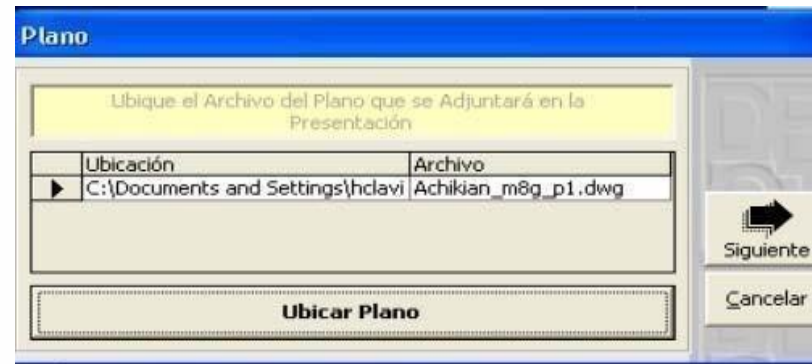 Plano
Ubique el Archivo del Plano que se Adjuntará en la
Presentación
Ubicación Archivo
C:\Documents and Settings\hclavi Achikian_m8g_p1.dwg
Siguiente
Ubicar Plano
Cancelar